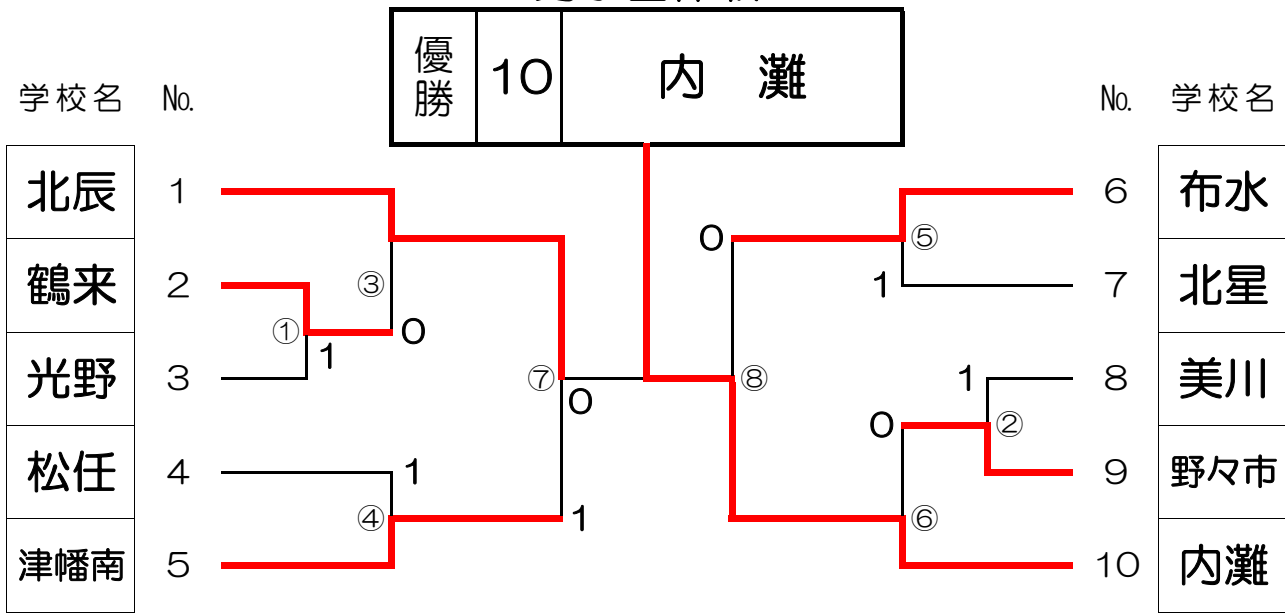 優勝 10 内灘
学校名 No. No. 学校名
北辰 1 6 布水
0 ⑤
鶴来 2 ③ 1 7 北星
① 0
1
光野 3 ⑦ ⑧ 1 8 美川
0
0 ②
松任 4 1 9 野々市
④ 1 ⑥
津幡南 5 10 内灘